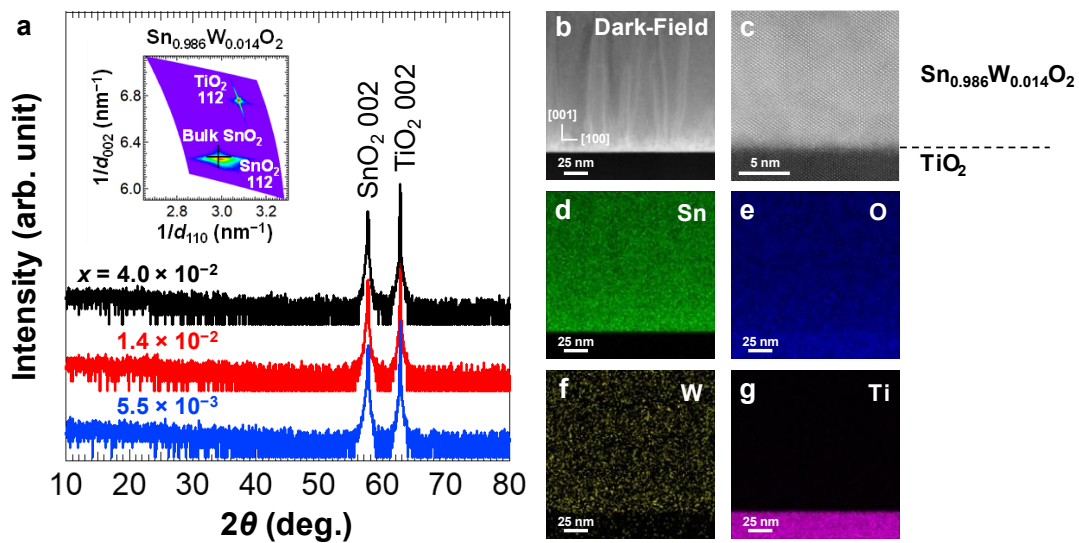 a
Sn₀.₉₈₆W₀.₀₁₄O₂
1/d₀₀₂ (nm⁻¹)
6.8
6.4
6.0
TiO₂
112
Bulk SnO₂
SnO₂
112
2.8 3.0 3.2
1/d₁₁₀ (nm⁻¹)
SnO₂ 002
TiO₂ 002
Intensity (arb. unit)
x = 4.0 × 10⁻²
1.4 × 10⁻²
5.5 × 10⁻³
10 20 30 40 50 60 70 80
2θ (deg.)
b Dark-Field
[001]
[100]
25 nm
c
5 nm
Sn₀.₉₈₆W₀.₀₁₄O₂
TiO₂
d Sn
25 nm
e O
25 nm
f W
25 nm
g Ti
25 nm